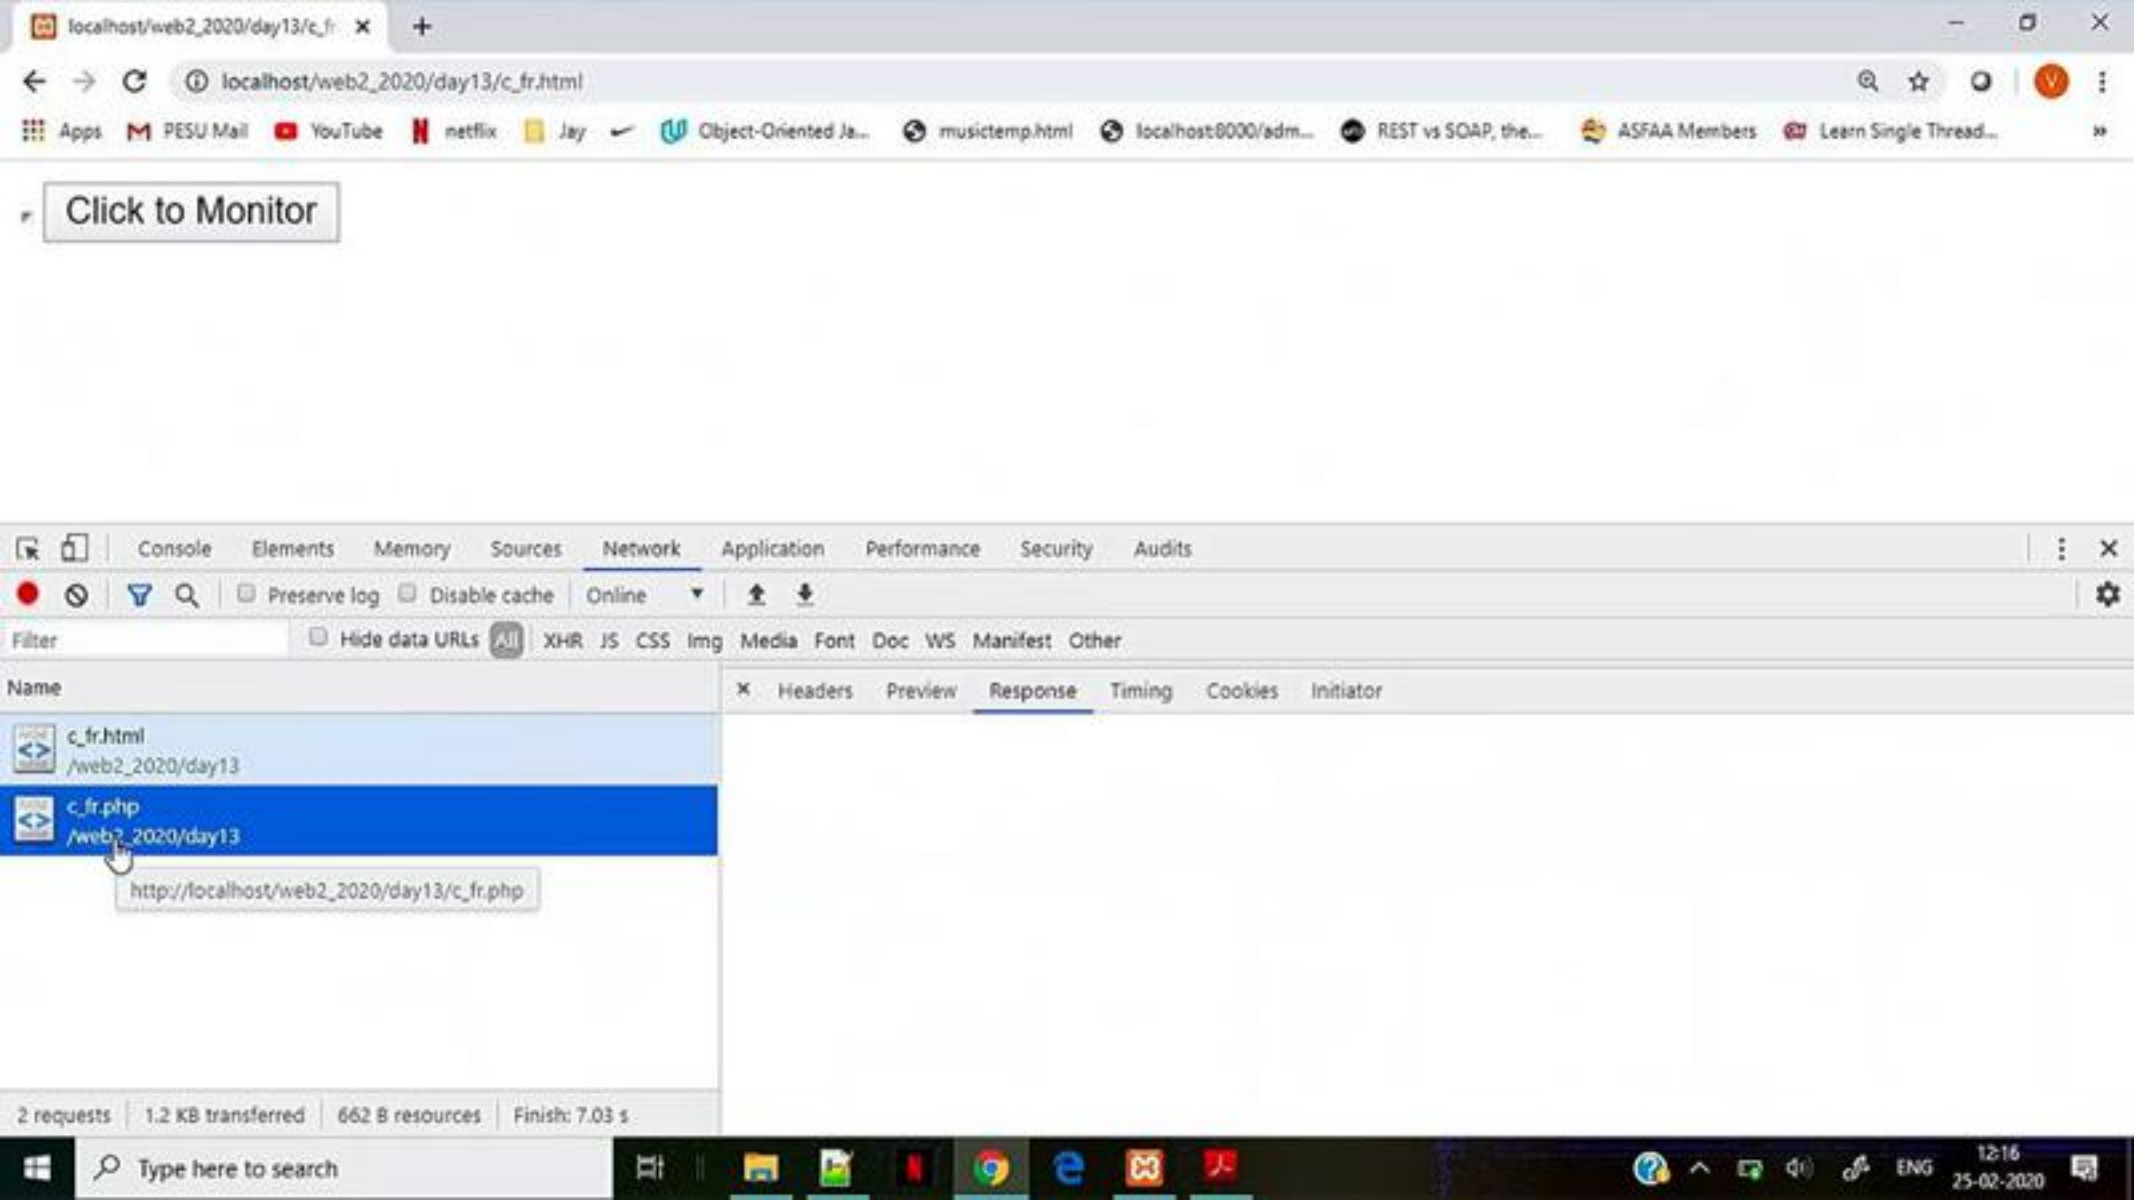 localhost/web2_2020/day13/c_fr
localhost/web2_2020/day13/c_fr.html
V
Apps PESU Mail YouTube netflix Jay Object-Oriented Ja... musictemp.html localhost:8000/adm... REST vs SOAP, the... ASFAA Members Learn Single Thread... »
Click to Monitor
Console Elements Memory Sources Network Application Performance Security Audits
Preserve log Disable cache Online
Filter Hide data URLs All XHR JS CSS Img Media Font Doc WS Manifest Other
Name Headers Preview Response Timing Cookies Initiator
c_fr.html
/web2_2020/day13
c_fr.php
/web2_2020/day13
http://localhost/web2_2020/day13/c_fr.php
2 requests 1.2 KB transferred 662 B resources Finish: 7.03 s
Type here to search
ENG
12:16
25-02-2020